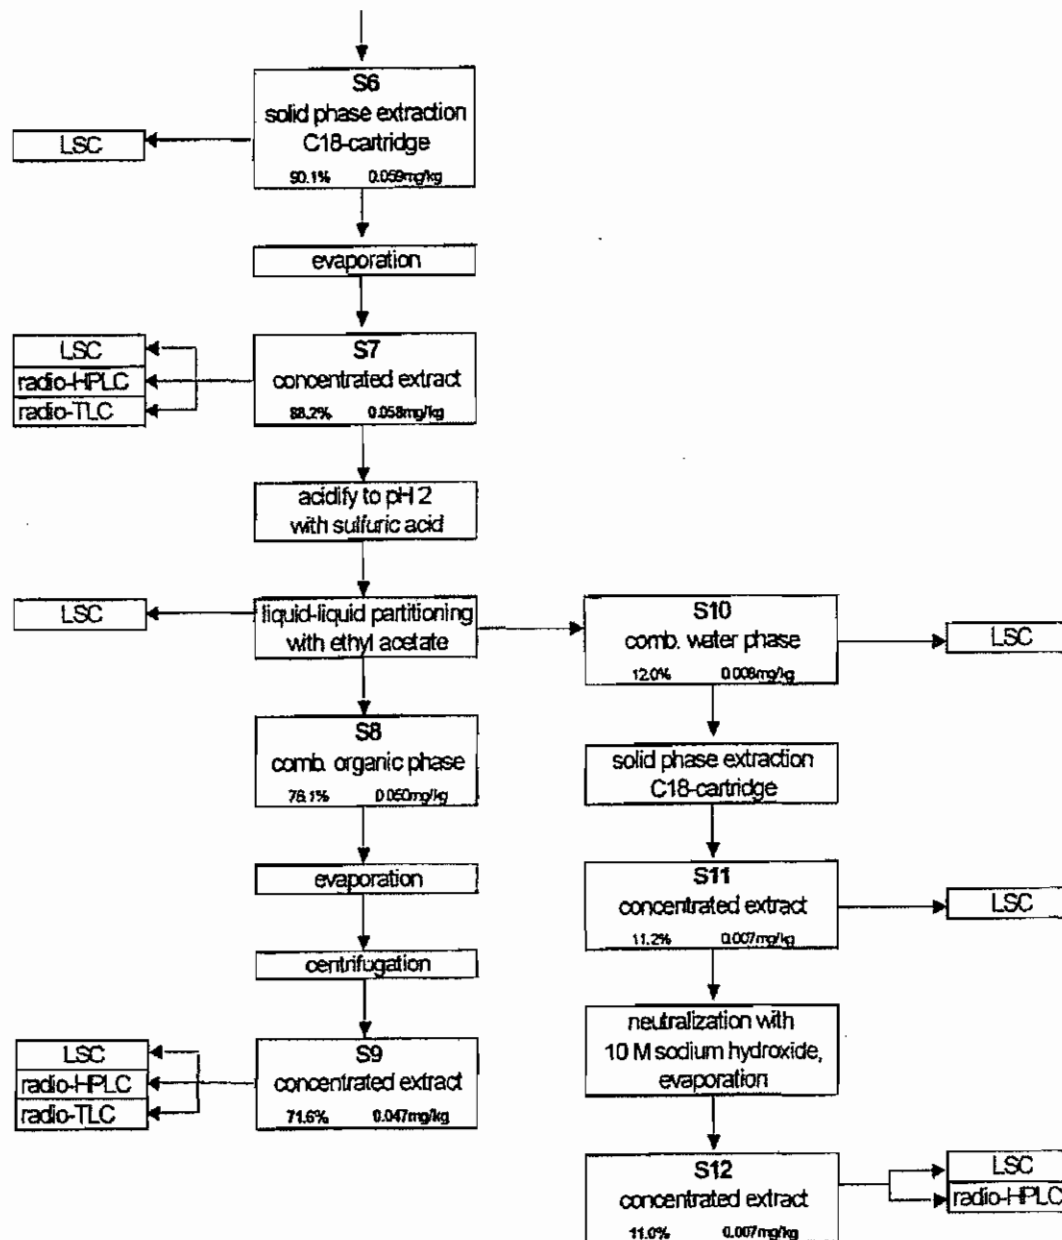 S6
solid phase extraction
C18-cartridge
90.1% 0.059mg/kg
LSC
evaporation
S7
concentrated extract
88.2% 0.058mg/kg
LSC
radio-HPLC
radio-TLC
acidify to pH 2
with sulfuric acid
liquid-liquid partitioning
with ethyl acetate
LSC
S10
comb. water phase
12.0% 0.008mg/kg
LSC
S8
comb. organic phase
76.1% 0.050mg/kg
solid phase extraction
C18-cartridge
evaporation
S11
concentrated extract
11.2% 0.007mg/kg
LSC
centrifugation
neutralization with
10 M sodium hydroxide,
evaporation
S9
concentrated extract
71.6% 0.047mg/kg
LSC
radio-HPLC
radio-TLC
S12
concentrated extract
11.0% 0.007mg/kg
LSC
radio-HPLC